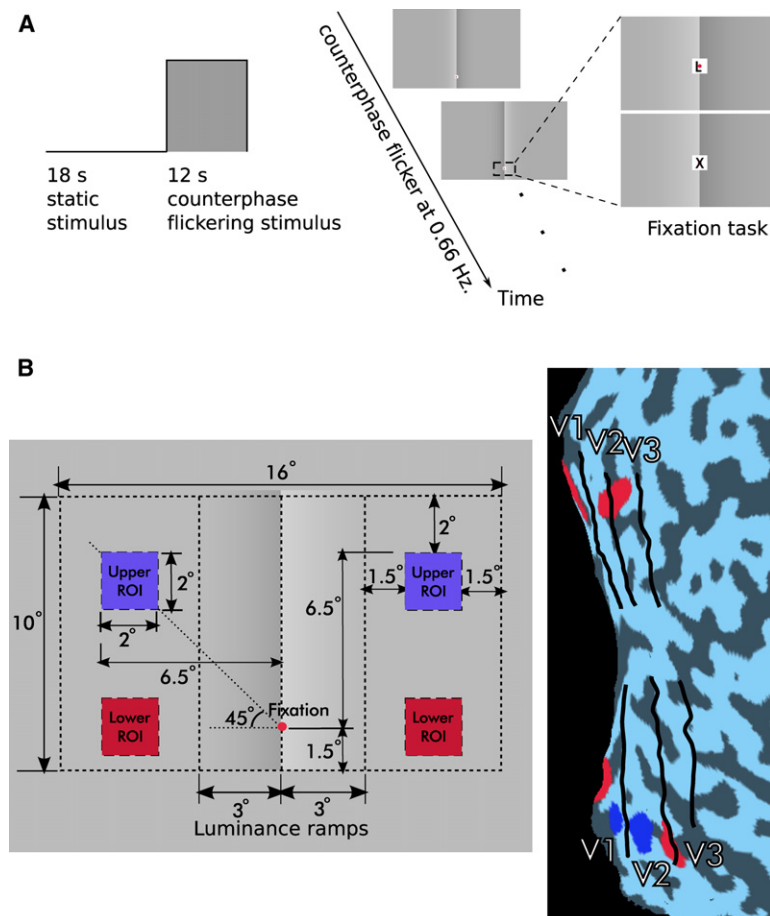 A
18 s
static
stimulus
12 s
counterphase
flickering stimulus
counterphase flicker at 0.66 Hz.
Time
L
X
Fixation task
B
16°
10°
Upper
ROI
2°
2°
6.5°
45°
Fixation
Lower
ROI
3°
3°
Luminance ramps
2°
Upper
ROI
1.5°
1.5°
6.5°
1.5°
Lower
ROI
V1
V2
V3
V1
V2
V3